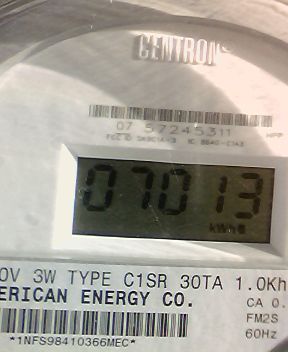 CENTRON
07 57245311
07013
kWh
0V 3W TYPE C1SR 30TA 1.0Kh
ERICAN ENERGY CO. CA 0.
FM2S
*1NFS98410366MEC* 60Hz